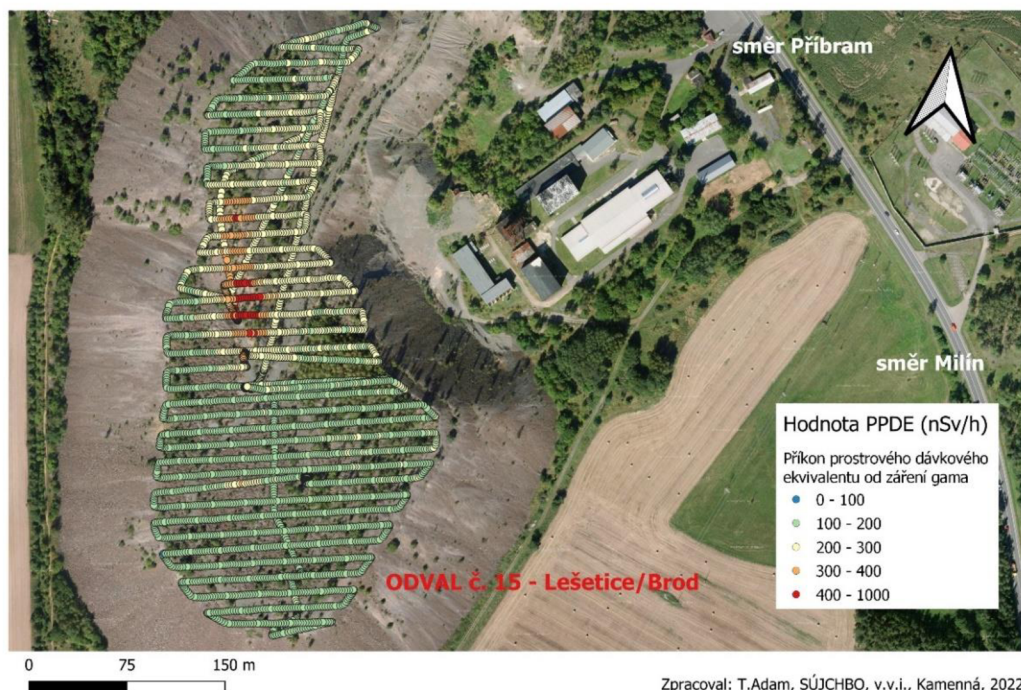 směr Příbram
směr Milín
Hodnota PPDE (nSv/h)
Příkon prostrového dávkového
ekvivalentu od záření gama
0 - 100
100 - 200
200 - 300
300 - 400
400 - 1000
ODVAL č. 15 - Lešetice/Brod
0 75 150 m
Zpracoval: T.Adam, SÚJCHBO, v.v.i., Kamenná, 2022